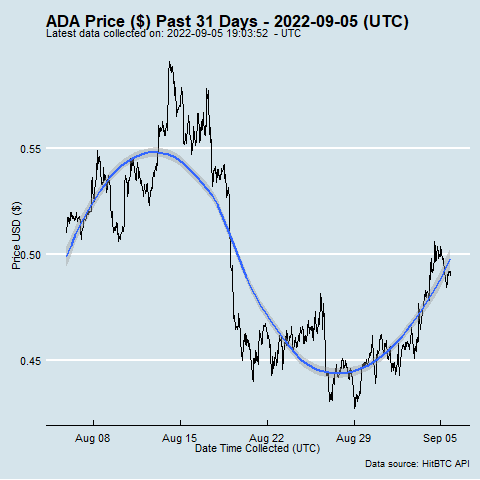 ADA Price ($) Past 31 Days - 2022-09-05 (UTC)
Latest data collected on: 2022-09-05 19:03:52  - UTC
Price USD ($)
0.55
0.50
0.45
Aug 08
Aug 15
Aug 22
Aug 29
Sep 05
Date Time Collected (UTC)
Data source: HitBTC API